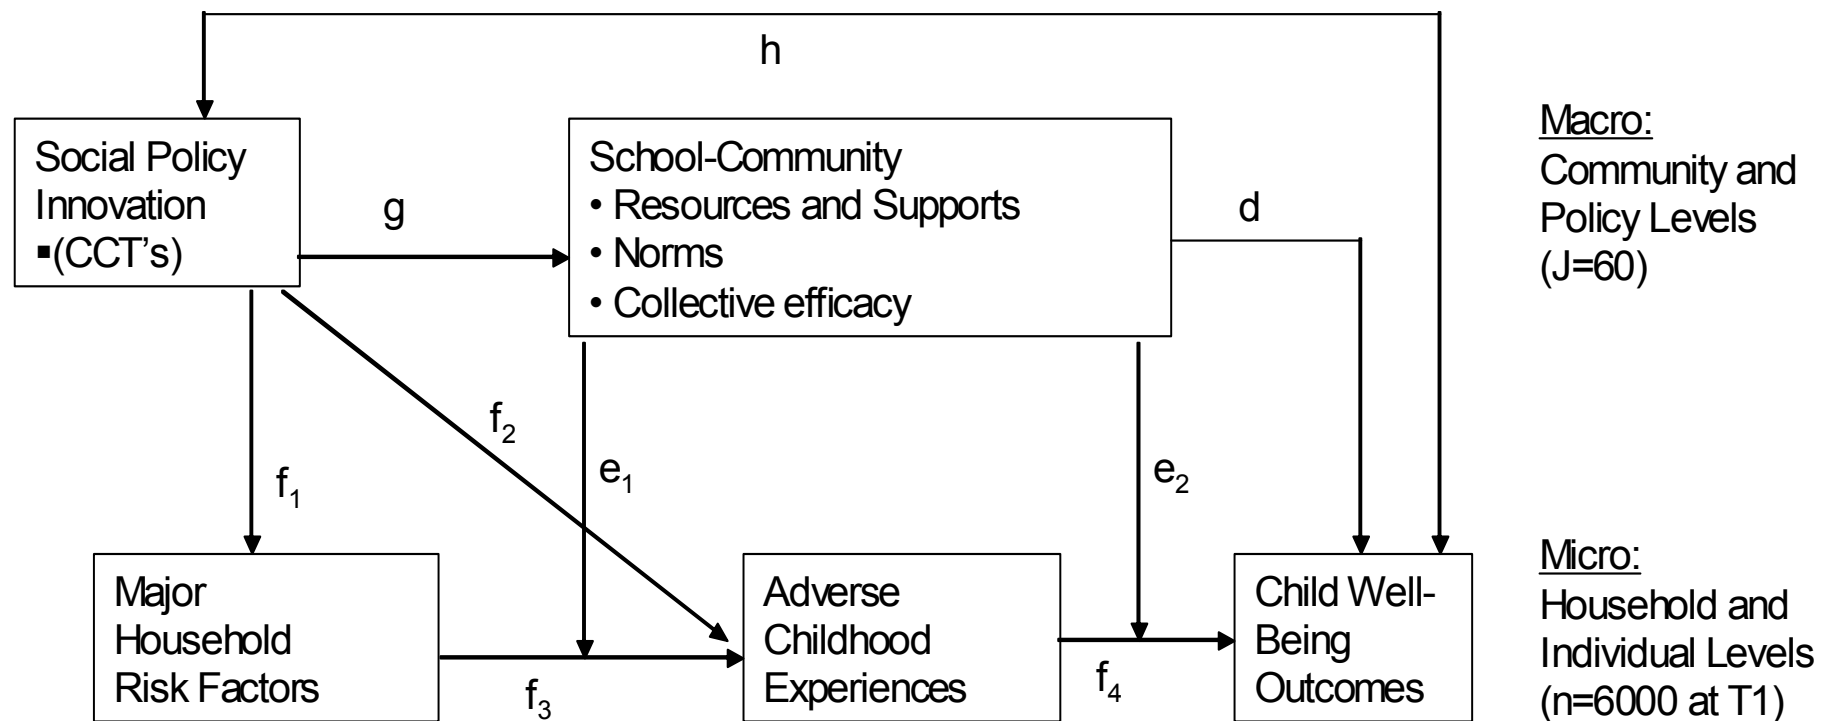 h
Social Policy
Innovation
▪(CCT's)
g
School-Community
• Resources and Supports
• Norms
• Collective efficacy
d
Macro:
Community and
Policy Levels
(J=60)
f₁
f₂
e₁
e₂
Major
Household
Risk Factors
f₃
Adverse
Childhood
Experiences
f₄
Child Well-
Being
Outcomes
Micro:
Household and
Individual Levels
(n=6000 at T1)